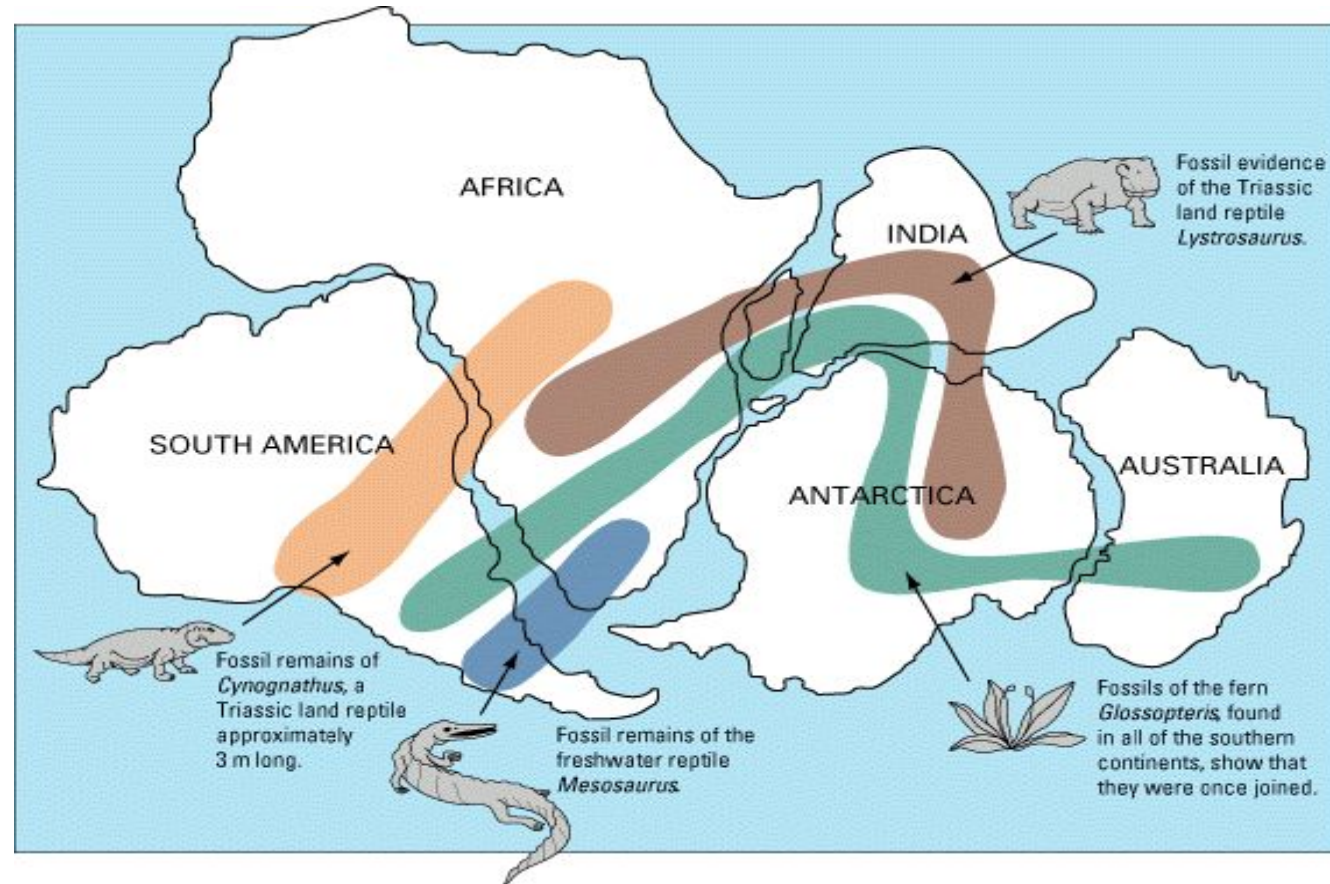 AFRICA
INDIA
Fossil evidence
of the Triassic
land reptile
Lystrosaurus.
SOUTH AMERICA
ANTARCTICA
AUSTRALIA
Fossil remains of
Cynognathus, a
Triassic land reptile
approximately
3 m long.
Fossil remains of the
freshwater reptile
Mesosaurus.
Fossils of the fern
Glossopteris, found
in all of the southern
continents, show that
they were once joined.